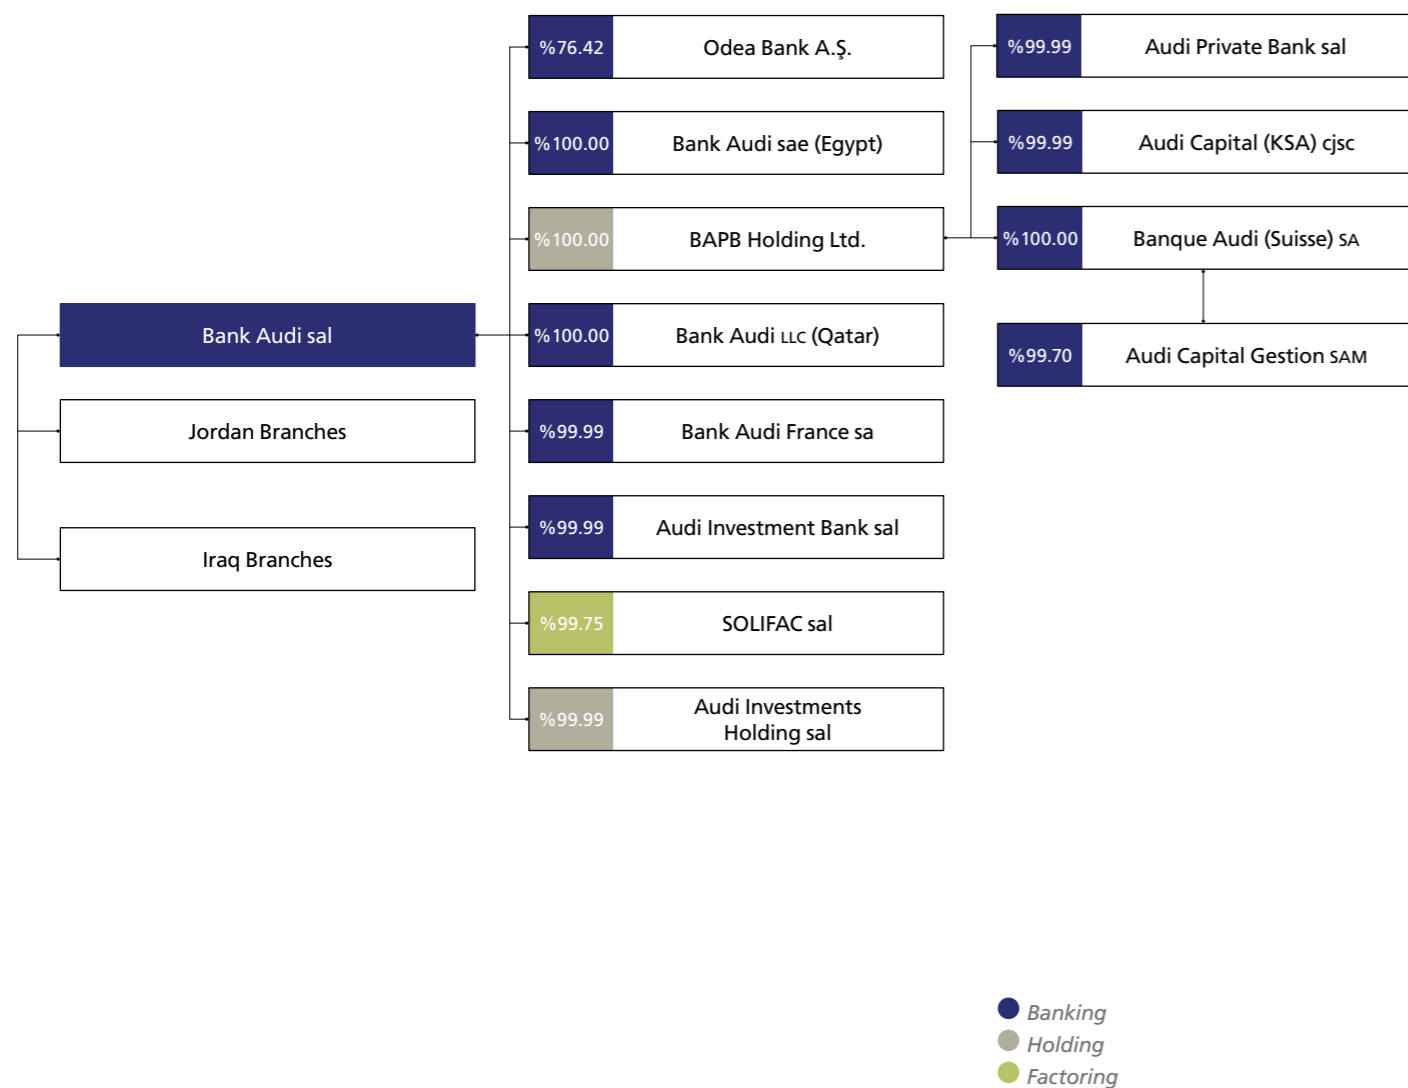 Bank Audi sal
Jordan Branches
Iraq Branches
%76.42 Odea Bank A.Ş.
%100.00 Bank Audi sae (Egypt)
%100.00 BAPB Holding Ltd.
%100.00 Bank Audi LLC (Qatar)
%99.99 Bank Audi France sa
%99.99 Audi Investment Bank sal
%99.75 SOLIFAC sal
%99.99 Audi Investments
Holding sal
%99.99 Audi Private Bank sal
%99.99 Audi Capital (KSA) cjsc
%100.00 Banque Audi (Suisse) SA
%99.70 Audi Capital Gestion SAM
Banking
Holding
Factoring